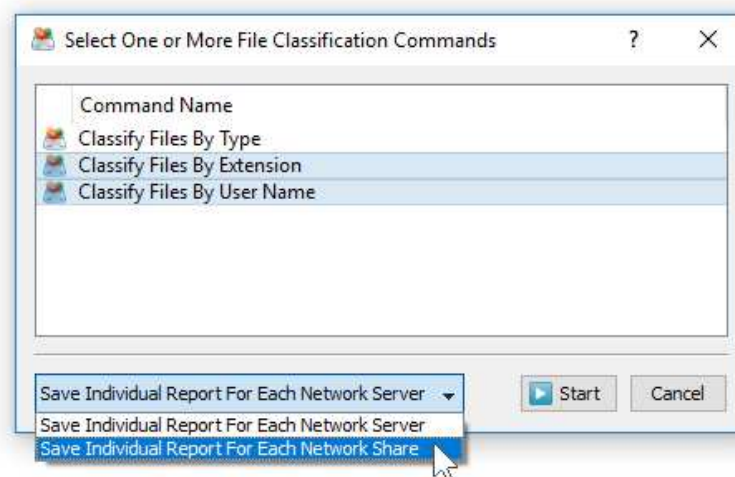 Select One or More File Classification Commands
?
Command Name
Classify Files By Type
Classify Files By Extension
Classify Files By User Name
Save Individual Report For Each Network Server
Start
Cancel
Save Individual Report For Each Network Server
Save Individual Report For Each Network Share